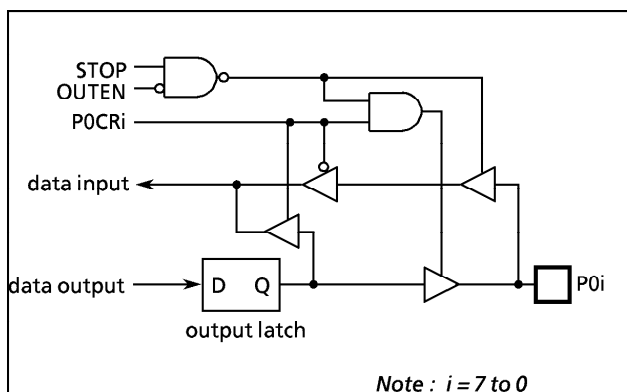 STOP
OUTEN
P0CRi
data input
data output
D Q
P0i
output latch
Note : i = 7 to 0